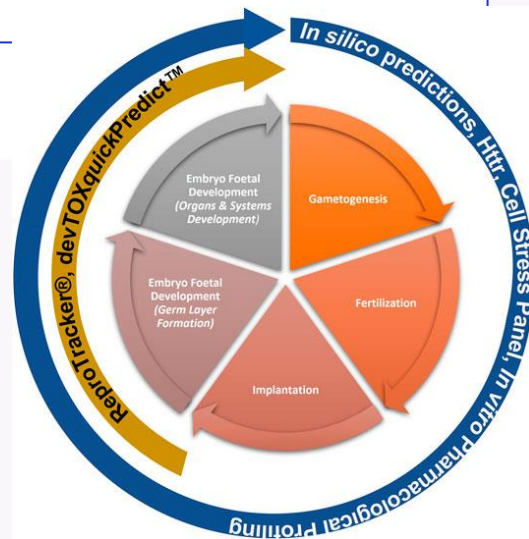 In silico predictions, Httr, Cell Stress Panel, In vitro Pharmacological Profiling
ReproTracker®, devTOXquickPredict™
Gametogenesis
Fertilization
Implantation
Embryo Foetal
Development
(Germ Layer
Formation)
Embryo Foetal
Development
(Organs & Systems
Development)